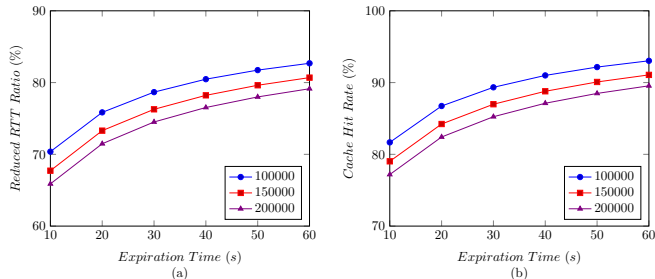 90
80
70
60
Reduced RTT Ratio (%)
100000
150000
200000
10 20 30 40 50 60
Expiration Time (s)
(a)
100
90
80
70
Cache Hit Rate (%)
100000
150000
200000
10 20 30 40 50 60
Expiration Time (s)
(b)